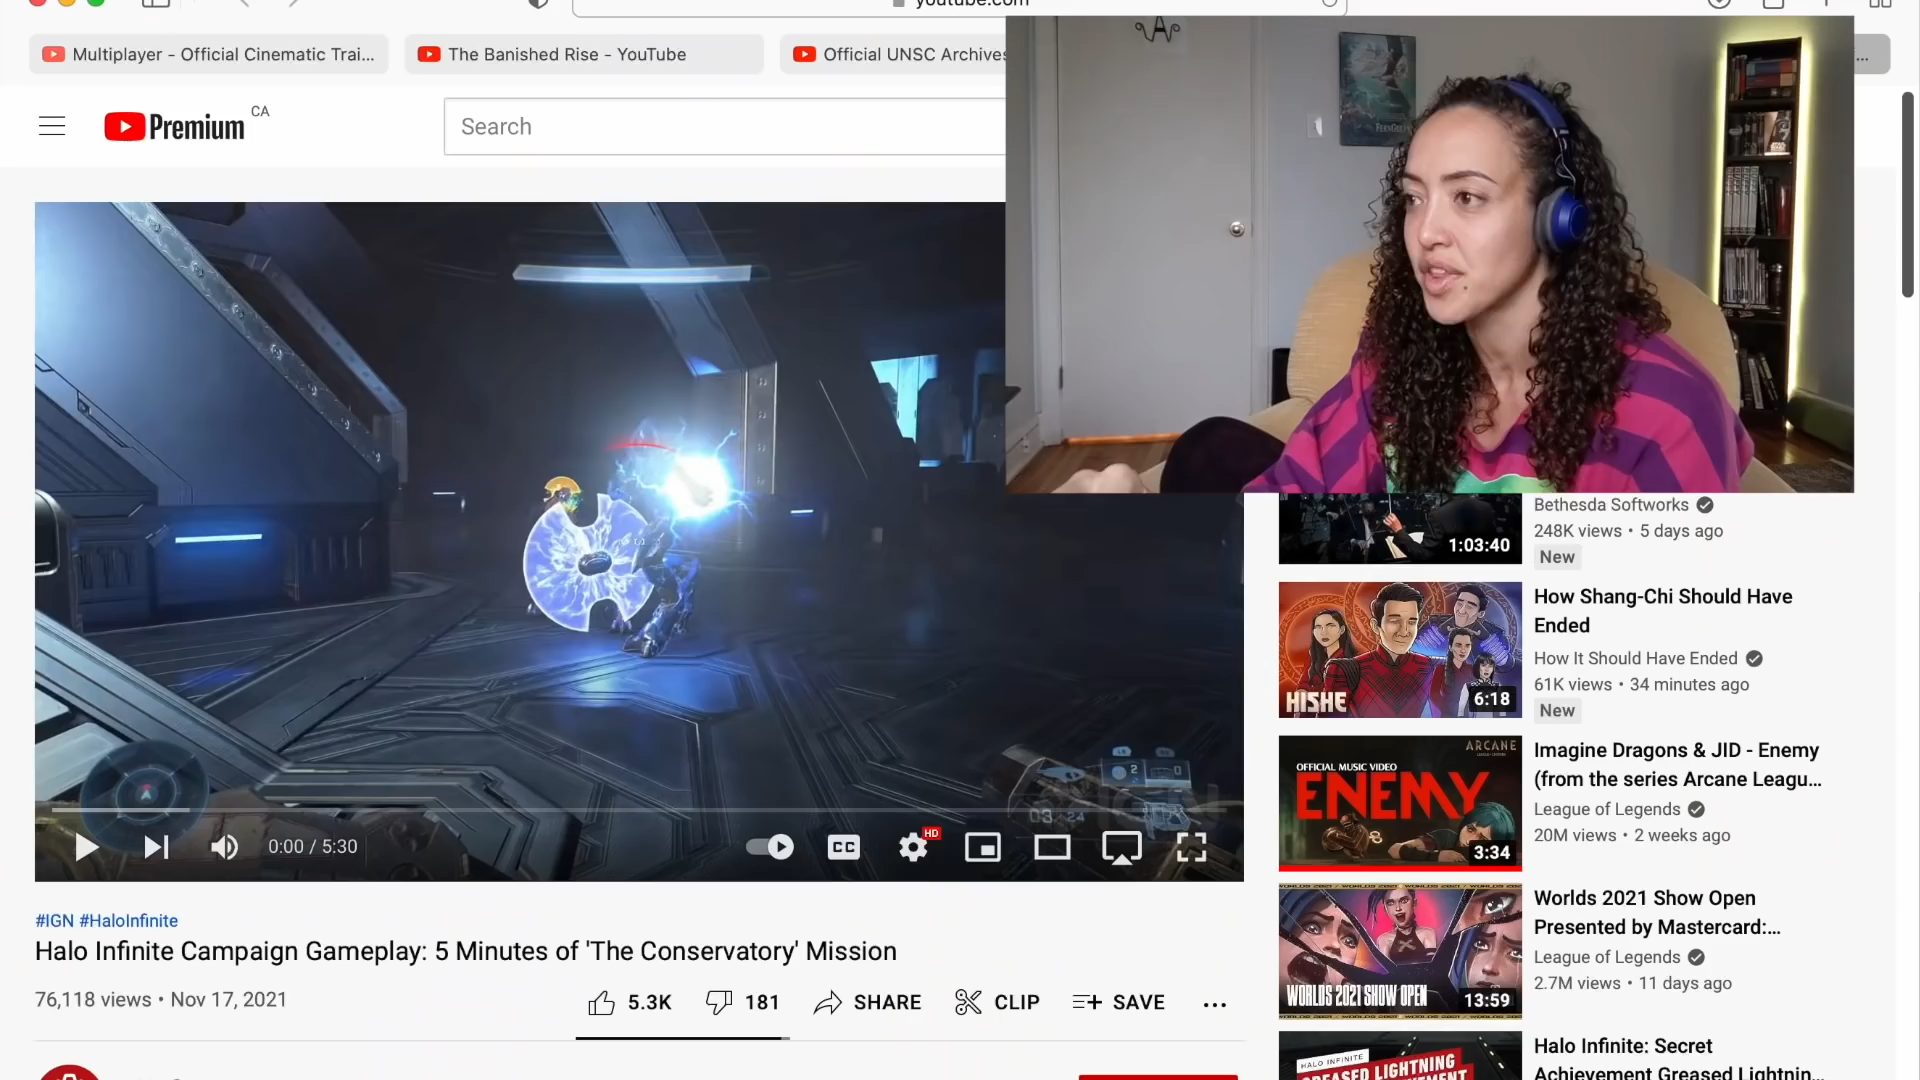 youtube.com
Multiplayer - Official Cinematic Trai...
The Banished Rise - YouTube
Official UNSC Archives
...
Premium
CA
Search
FernGully
0:00 / 5:30
CC
HD
#IGN #HaloInfinite
Halo Infinite Campaign Gameplay: 5 Minutes of 'The Conservatory' Mission
76,118 views • Nov 17, 2021
5.3K
181
SHARE
CLIP
SAVE
Bethesda Softworks
248K views • 5 days ago
New
1:03:40
How Shang-Chi Should Have
Ended
How It Should Have Ended
61K views • 34 minutes ago
New
HISHE
6:18
ARCANE
OFFICIAL MUSIC VIDEO
ENEMY
3:34
Imagine Dragons & JID - Enemy
(from the series Arcane Leagu...
League of Legends
20M views • 2 weeks ago
WORLDS 2021 SHOW OPEN
13:59
Worlds 2021 Show Open
Presented by Mastercard:...
League of Legends
2.7M views • 11 days ago
HALO INFINITE
GREASED LIGHTNING
Halo Infinite: Secret
Achievement Greased Lightnin...